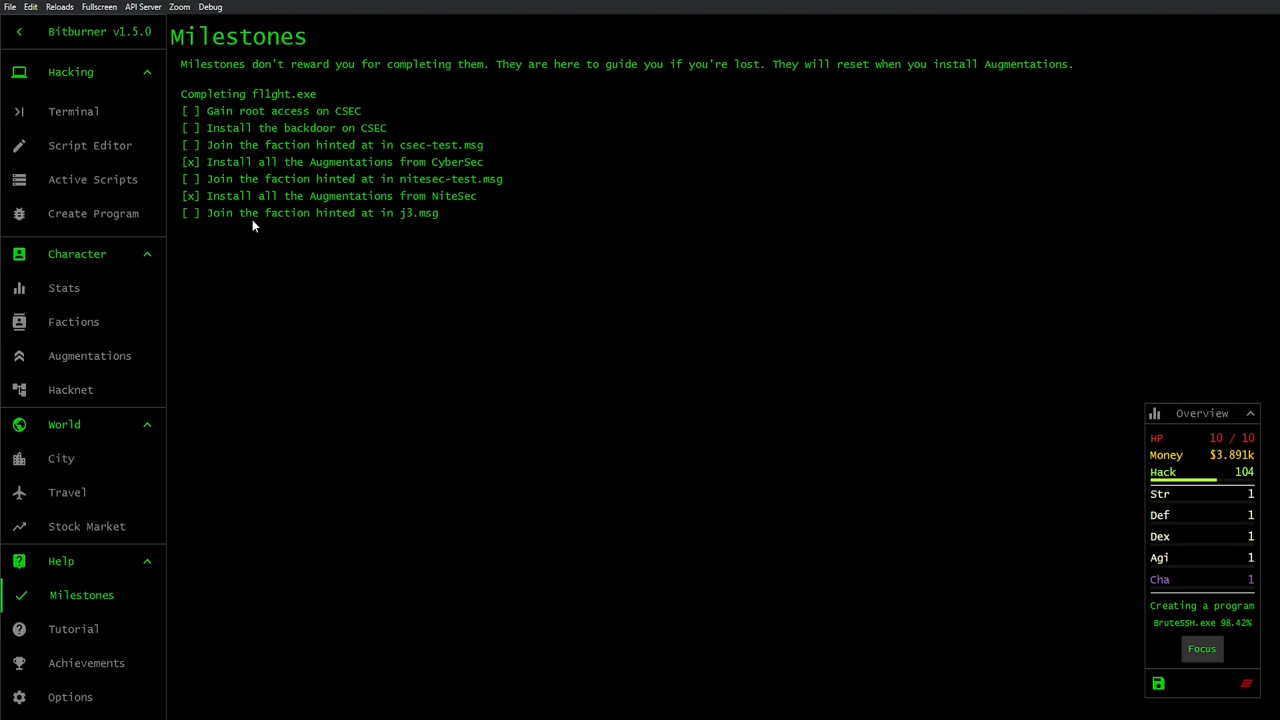 File Edit Reloads Fullscreen API Server Zoom Debug
Bitburner v1.5.0
Hacking
Terminal
Script Editor
Active Scripts
Create Program
Character
Stats
Factions
Augmentations
Hacknet
World
City
Travel
Stock Market
Help
Milestones
Tutorial
Achievements
Options
Milestones
Milestones don't reward you for completing them. They are here to guide you if you're lost. They will reset when you install Augmentations.
Completing fl1ght.exe
[ ] Gain root access on CSEC
[ ] Install the backdoor on CSEC
[ ] Join the faction hinted at in csec-test.msg
[x] Install all the Augmentations from CyberSec
[ ] Join the faction hinted at in nitesec-test.msg
[x] Install all the Augmentations from NiteSec
[ ] Join the faction hinted at in j3.msg
Overview
HP 10 / 10
Money $3.891k
Hack 104
Str 1
Def 1
Dex 1
Agi 1
Cha 1
Creating a program
BruteSSH.exe 98.42%
Focus